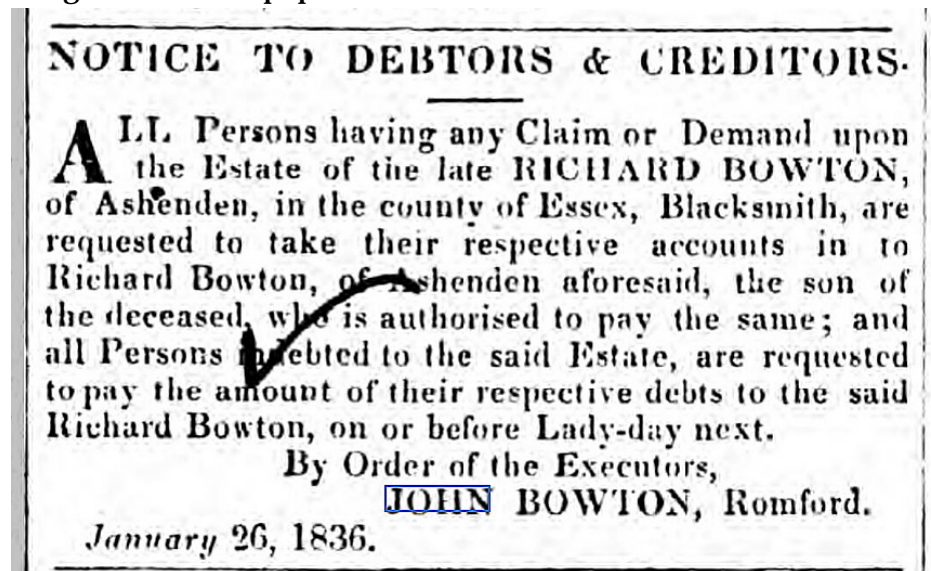 NOTICE TO DEBTORS & CREDITORS.
ALL Persons having any Claim or Demand upon
the Estate of the late RICHARD BOWTON,
of Ashenden, in the county of Essex, Blacksmith, are
requested to take their respective accounts in to
Richard Bowton, of Ashenden aforesaid, the son of
the deceased, who is authorised to pay the same; and
all Persons indebted to the said Estate, are requested
to pay the amount of their respective debts to the said
Richard Bowton, on or before Lady-day next.
By Order of the Executors,
JOHN BOWTON, Romford.
January 26, 1836.